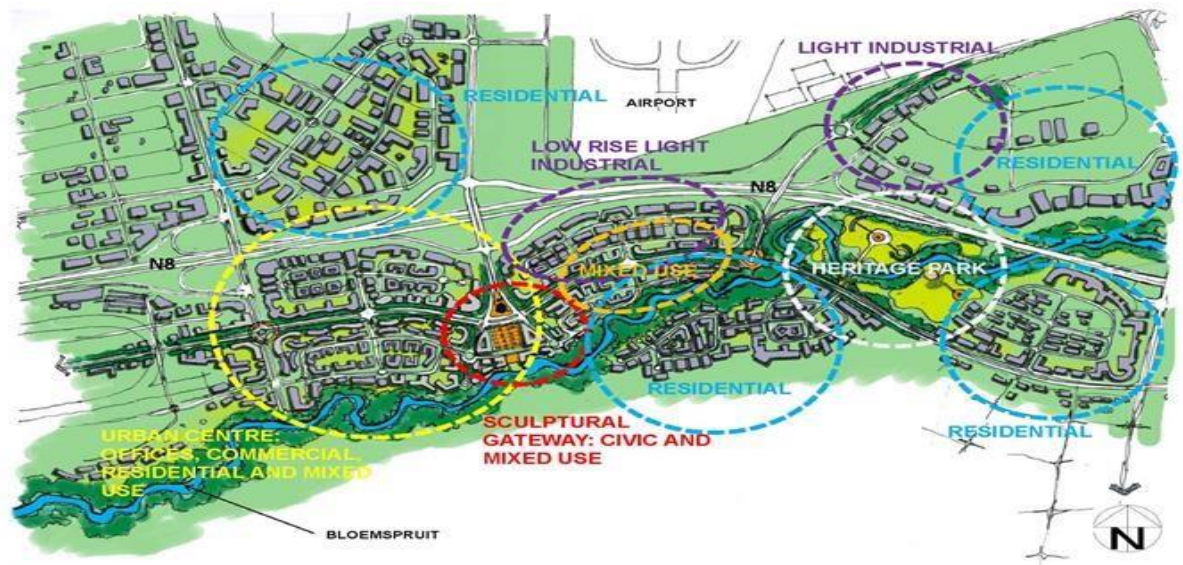 LIGHT INDUSTRIAL
RESIDENTIAL
AIRPORT
LOW RISE LIGHT
INDUSTRIAL
RESIDENTIAL
N8
N8
MIXED USE
HERITAGE PARK
RESIDENTIAL
RESIDENTIAL
SCULPTURAL
GATEWAY: CIVIC AND
MIXED USE
URBAN CENTRE:
OFFICES, COMMERCIAL,
RESIDENTIAL AND MIXED
USE
BLOEMSPRUIT
N